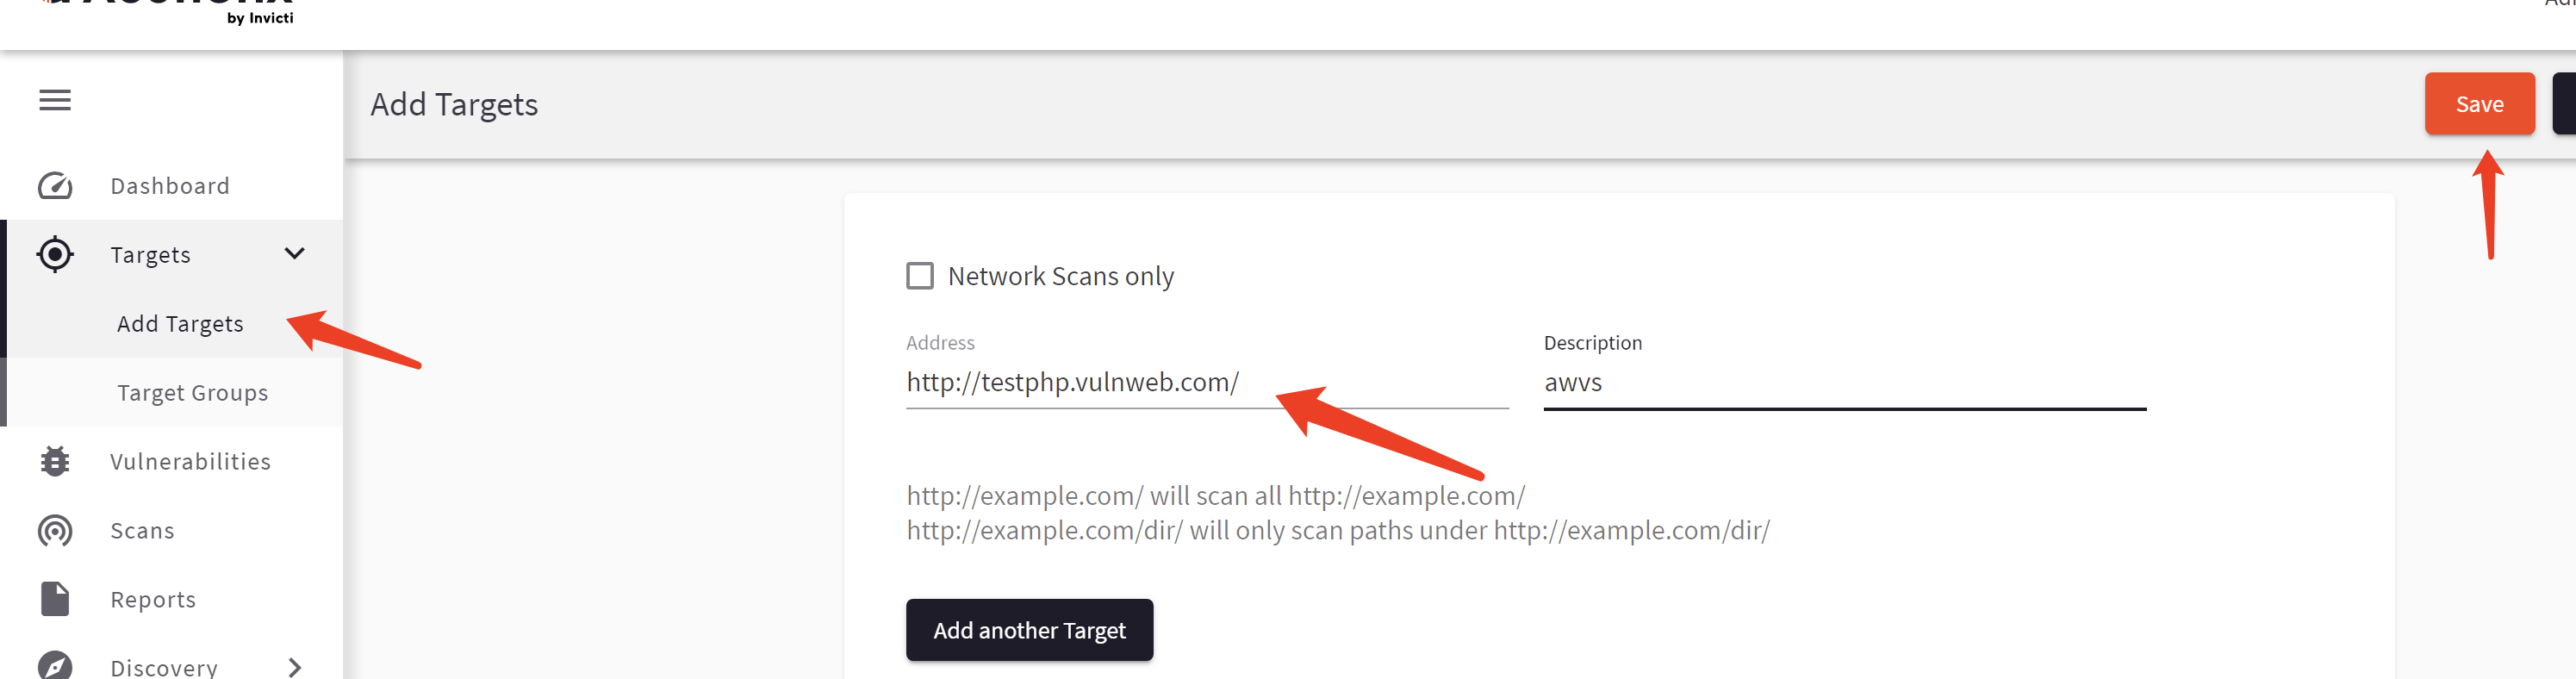 by Invicti
Add Targets
Save
Dashboard
Targets
Add Targets
Target Groups
Vulnerabilities
Scans
Reports
Discovery
Network Scans only
Address
Description
http://testphp.vulnweb.com/
awvs
http://example.com/ will scan all http://example.com/
http://example.com/dir/ will only scan paths under http://example.com/dir/
Add another Target